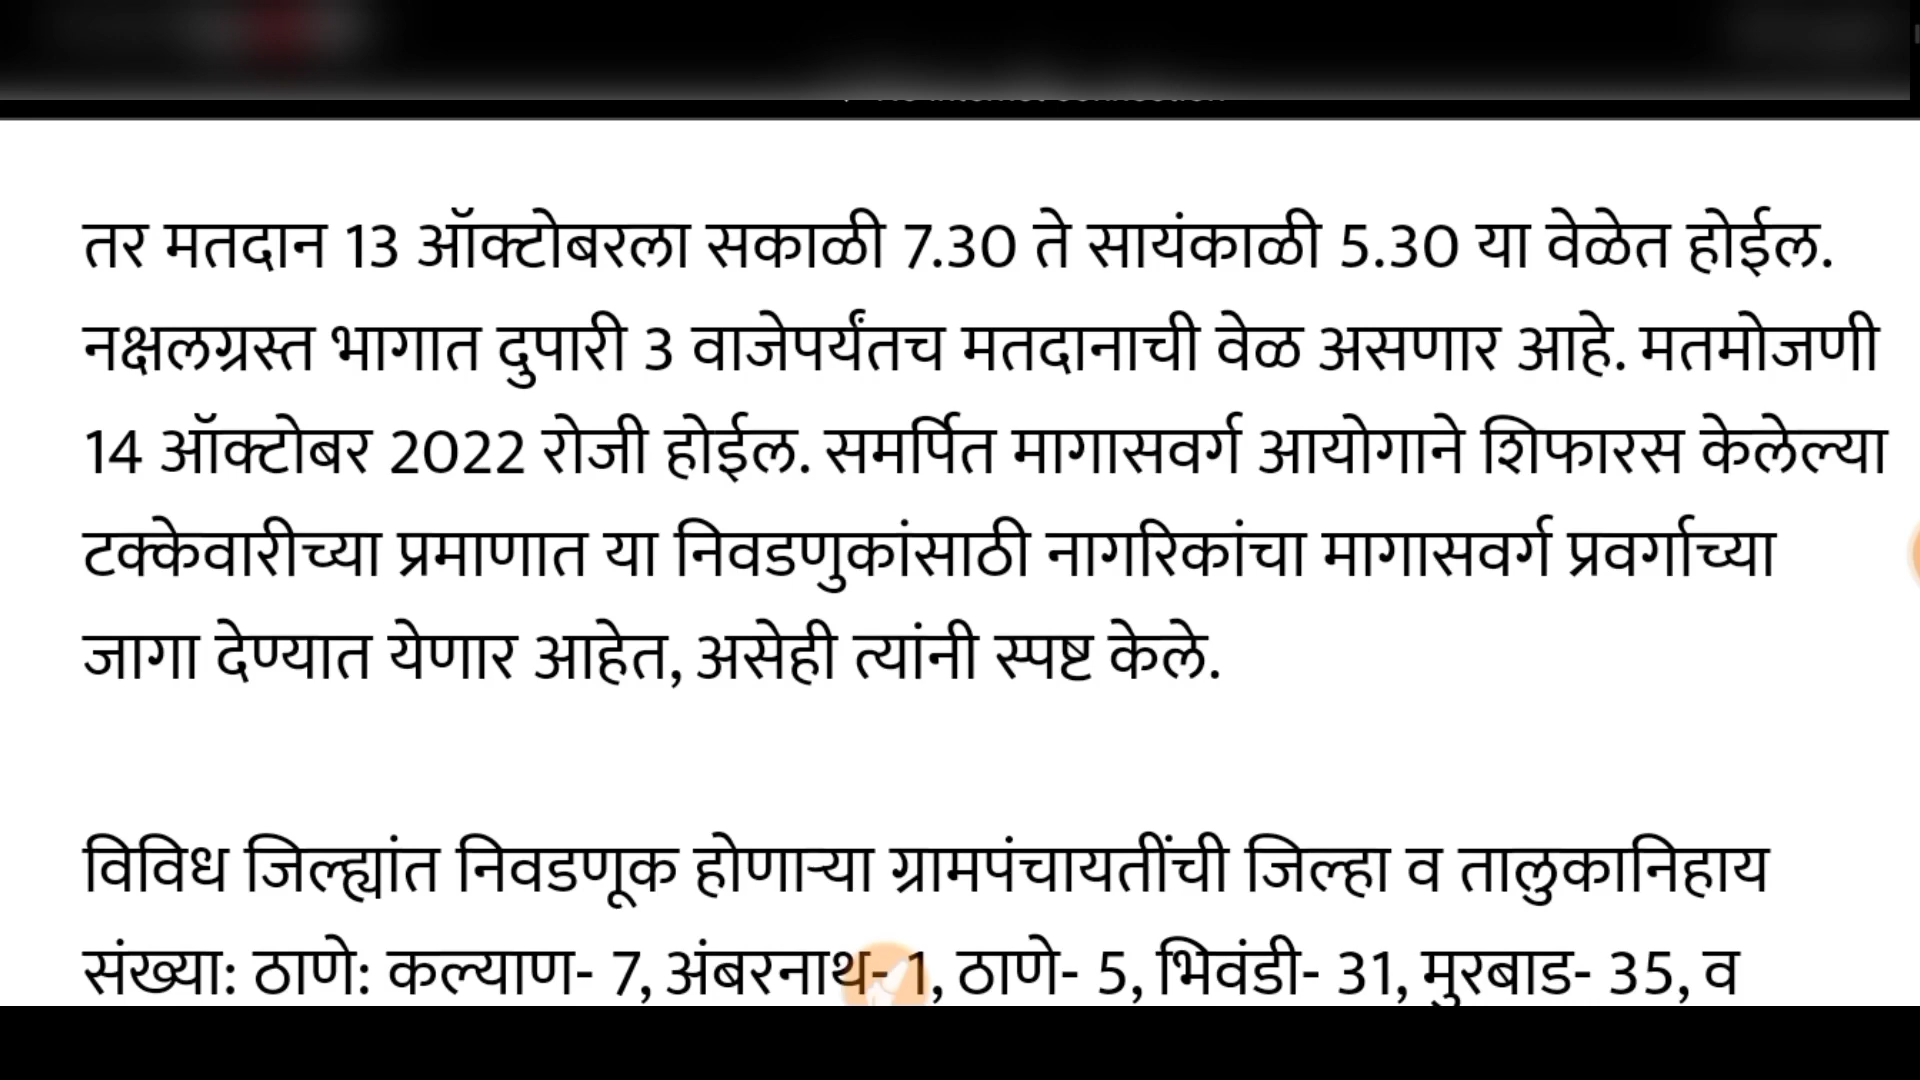 तर मतदान 13 ऑक्टोबरला सकाळी 7.30 ते सायंकाळी 5.30 या वेळेत होईल.
नक्षलग्रस्त भागात दुपारी 3 वाजेपर्यंतच मतदानाची वेळ असणार आहे. मतमोजणी
14 ऑक्टोबर 2022 रोजी होईल. समर्पित मागासवर्ग आयोगाने शिफारस केलेल्या
टक्केवारीच्या प्रमाणात या निवडणुकांसाठी नागरिकांचा मागासवर्ग प्रवर्गाच्या
जागा देण्यात येणार आहेत, असेही त्यांनी स्पष्ट केले.
विविध जिल्ह्यांत निवडणूक होणाऱ्या ग्रामपंचायतींची जिल्हा व तालुकानिहाय
संख्या: ठाणे: कल्याण- 7, अंबरनाथ- 1, ठाणे- 5, भिवंडी- 31, मुरबाड- 35, व